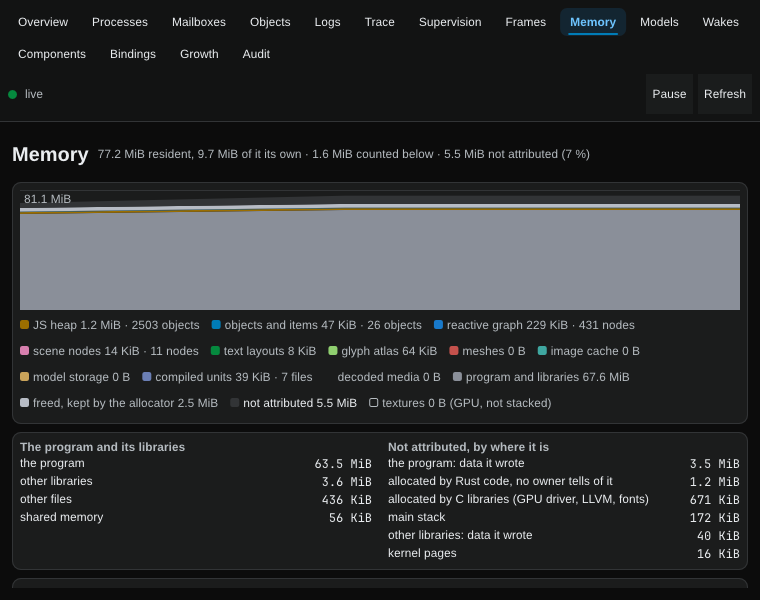 Overview Processes Mailboxes Objects Logs Trace Supervision Frames Memory Models Wakes
Components Bindings Growth Audit
live Pause Refresh
Memory 77.2 MiB resident, 9.7 MiB of it its own · 1.6 MiB counted below · 5.5 MiB not attributed (7 %)
81.1 MiB
JS heap 1.2 MiB · 2503 objects objects and items 47 KiB · 26 objects reactive graph 229 KiB · 431 nodes
scene nodes 14 KiB · 11 nodes text layouts 8 KiB glyph atlas 64 KiB meshes 0 B image cache 0 B
model storage 0 B compiled units 39 KiB · 7 files decoded media 0 B program and libraries 67.6 MiB
freed, kept by the allocator 2.5 MiB not attributed 5.5 MiB textures 0 B (GPU, not stacked)
The program and its libraries
the program 63.5 MiB
other libraries 3.6 MiB
other files 436 KiB
shared memory 56 KiB
Not attributed, by where it is
the program: data it wrote 3.5 MiB
allocated by Rust code, no owner tells of it 1.2 MiB
allocated by C libraries (GPU driver, LLVM, fonts) 671 KiB
main stack 172 KiB
other libraries: data it wrote 40 KiB
kernel pages 16 KiB